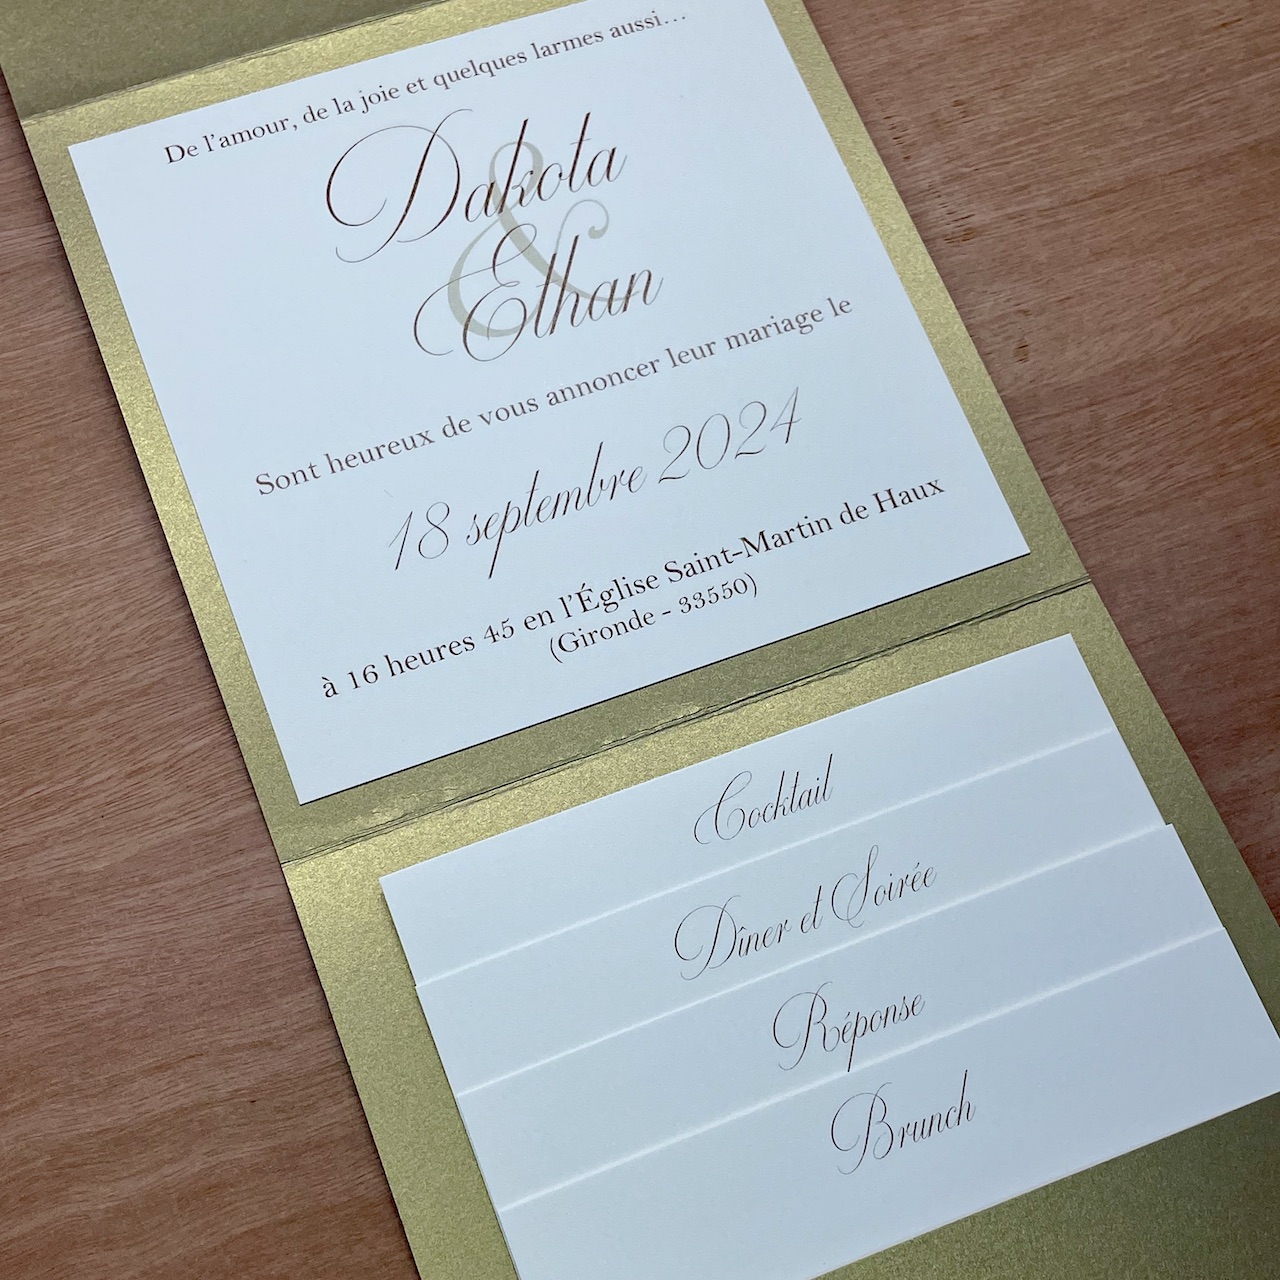 De l'amour, de la joie et quelques larmes aussi...
Dakota
&
Ethan
Sont heureux de vous annoncer leur mariage le
18 septembre 2024
à 16 heures 45 en l'Église Saint-Martin de Haux
(Gironde - 33550)
Cocktail
Dîner et Soirée
Réponse
Brunch